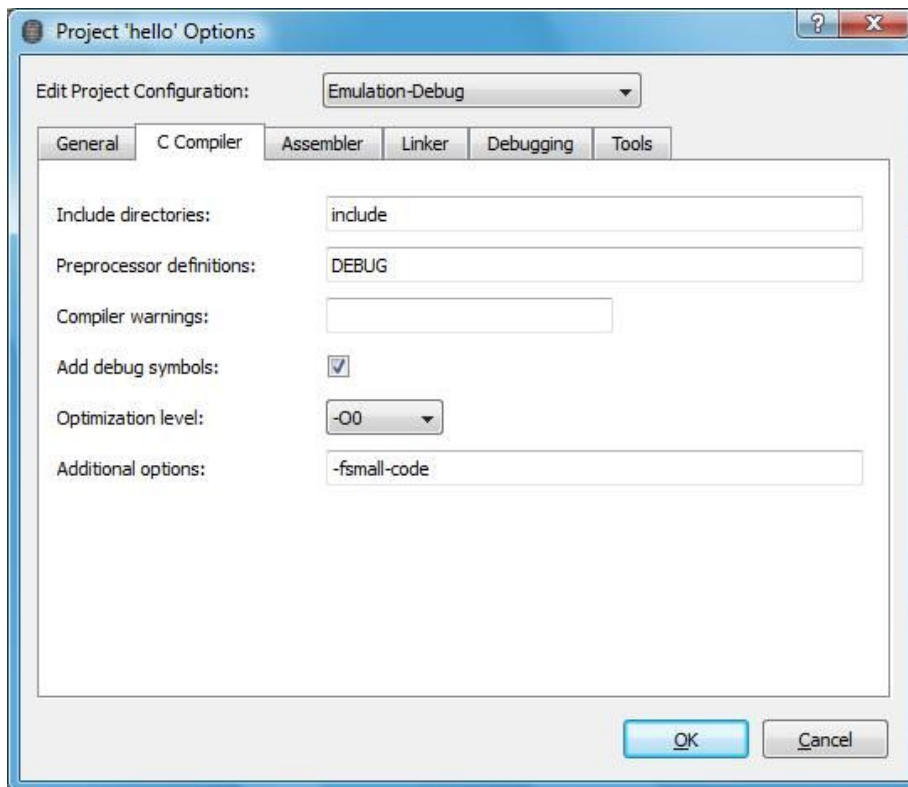 Project 'hello' Options
Edit Project Configuration: Emulation-Debug
General C Compiler Assembler Linker Debugging Tools
Include directories: include
Preprocessor definitions: DEBUG
Compiler warnings:
Add debug symbols:
Optimization level: -O0
Additional options: -fsmall-code
OK Cancel